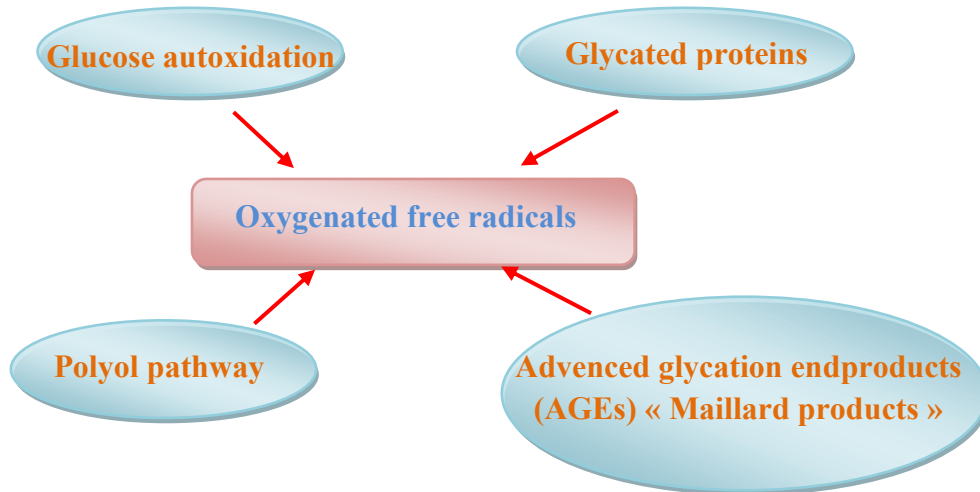 Glucose autoxidation
Glycated proteins
Oxygenated free radicals
Polyol pathway
Advenced glycation endproducts
(AGEs) « Maillard products »